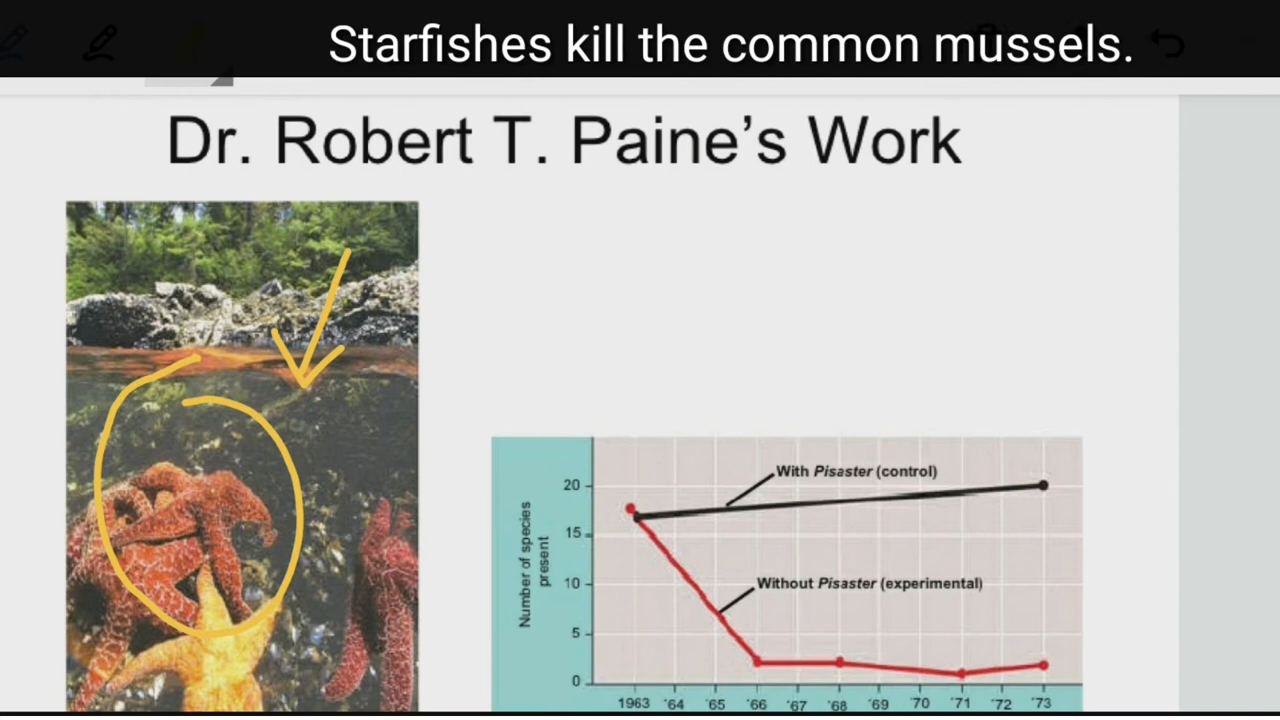 Starfishes kill the common mussels.
Dr. Robert T. Paine’s Work
With Pisaster (control)
20
15
Number of species
present
Without Pisaster (experimental)
10
5
0
1963 '64 '65 '66 '67 '68 '69 '70 '71 '72 '73